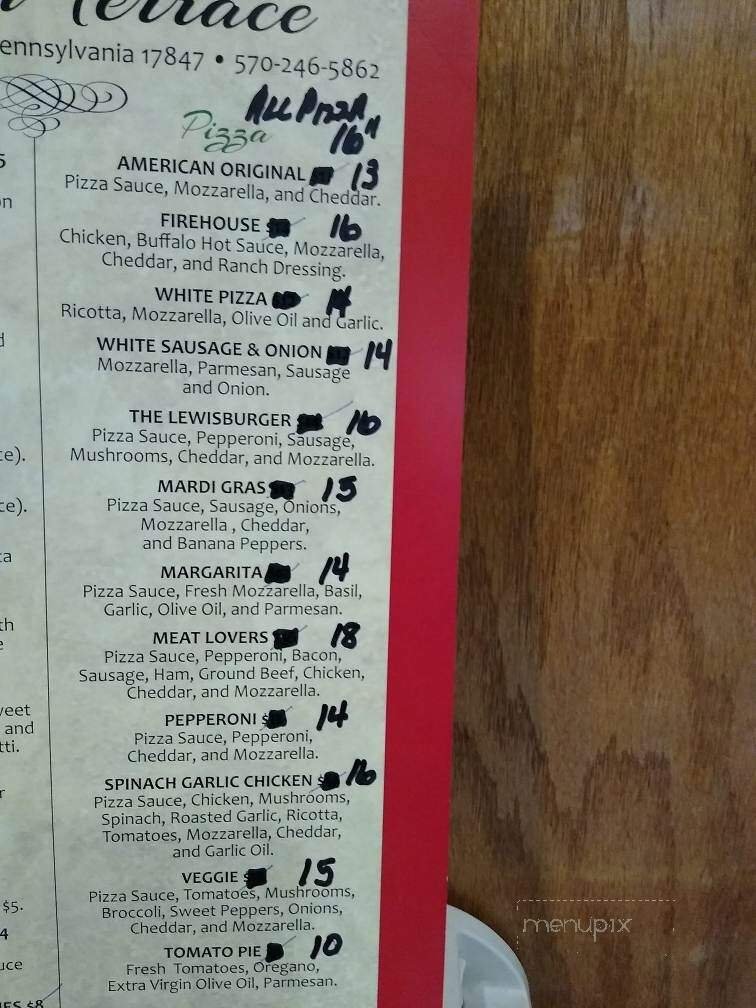 Terrace
ennsylvania 17847 • 570-246-5862
ALL PIZZA
16"
Pizza
AMERICAN ORIGINAL 13
Pizza Sauce, Mozzarella, and Cheddar.
FIREHOUSE $ 16
Chicken, Buffalo Hot Sauce, Mozzarella,
Cheddar, and Ranch Dressing.
WHITE PIZZA 14
Ricotta, Mozzarella, Olive Oil and Garlic.
WHITE SAUSAGE & ONION 14
Mozzarella, Parmesan, Sausage
and Onion.
THE LEWISBURGER 16
Pizza Sauce, Pepperoni, Sausage,
Mushrooms, Cheddar, and Mozzarella.
MARDI GRAS 15
Pizza Sauce, Sausage, Onions,
Mozzarella , Cheddar,
and Banana Peppers.
MARGARITA 14
Pizza Sauce, Fresh Mozzarella, Basil,
Garlic, Olive Oil, and Parmesan.
MEAT LOVERS 18
Pizza Sauce, Pepperoni, Bacon,
Sausage, Ham, Ground Beef, Chicken,
Cheddar, and Mozzarella.
PEPPERONI $ 14
Pizza Sauce, Pepperoni,
Cheddar, and Mozzarella.
SPINACH GARLIC CHICKEN $ 16
Pizza Sauce, Chicken, Mushrooms,
Spinach, Roasted Garlic, Ricotta,
Tomatoes, Mozzarella, Cheddar,
and Garlic Oil.
VEGGIE $ 15
Pizza Sauce, Tomatoes, Mushrooms,
Broccoli, Sweet Peppers, Onions,
Cheddar, and Mozzarella.
TOMATO PIE 10
Fresh Tomatoes, Oregano,
Extra Virgin Olive Oil, Parmesan.
and
$5.
$8
menupix